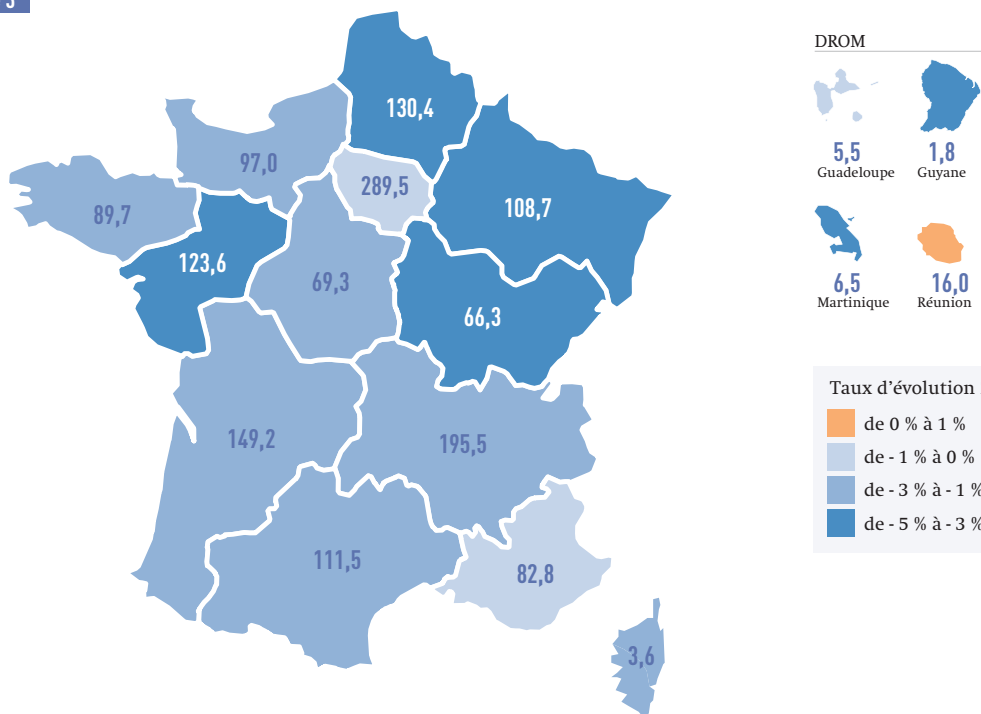 130,4
97,0
289,5
108,7
89,7
123,6
69,3
66,3
149,2
195,5
111,5
82,8
3,6
DROM
5,5 1,8
Guadeloupe Guyane
6,5 16,0
Martinique Réunion
Taux d'évolution
de 0 % à 1 %
de - 1 % à 0 %
de - 3 % à - 1 %
de - 5 % à - 3 %